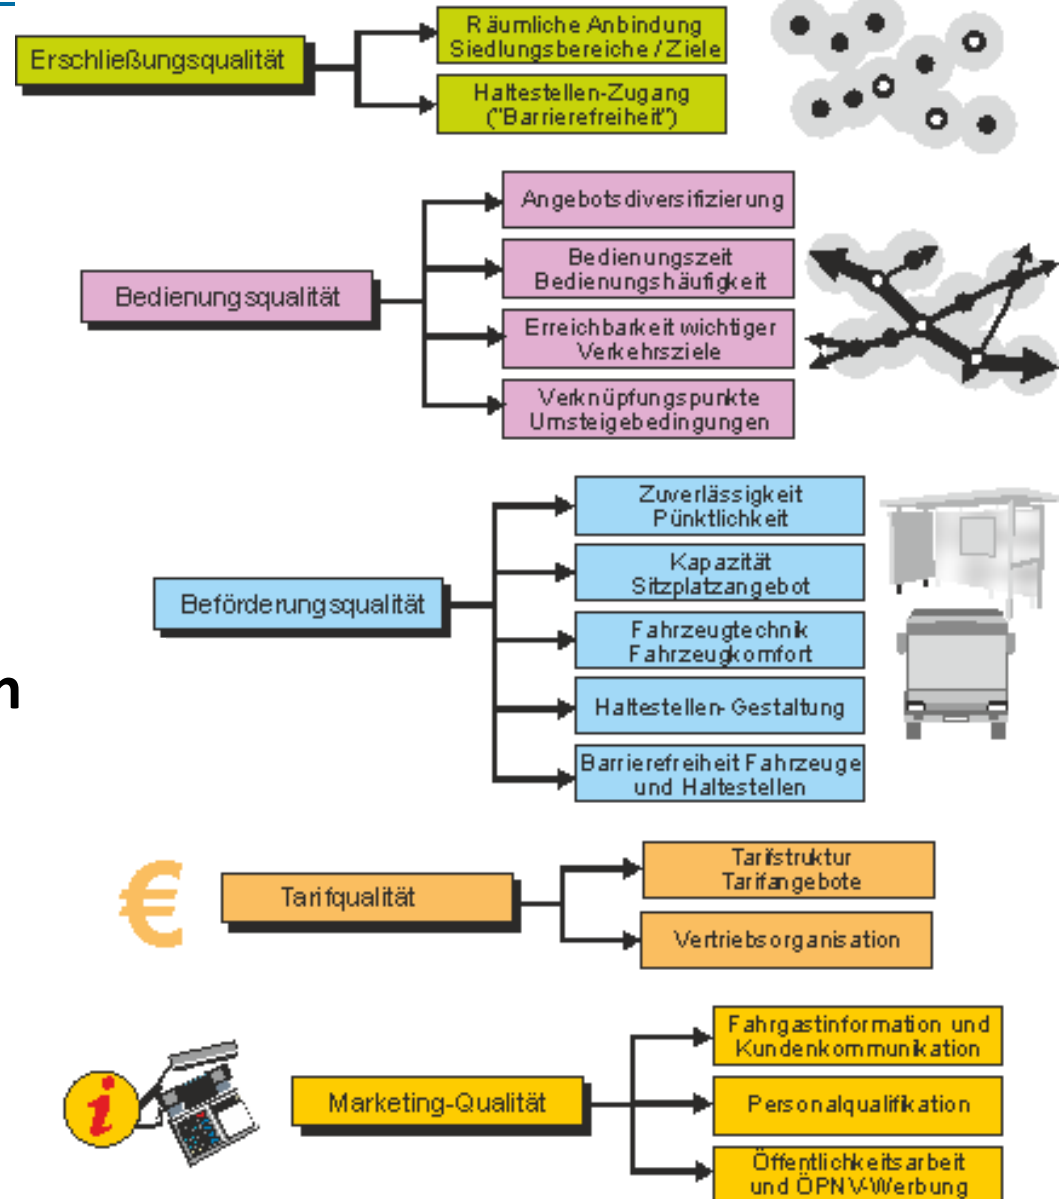 Erschließungsqualität
Räumliche Anbindung
Siedlungsbereiche / Ziele
Haltestellen-Zugang
("Barrierefreiheit")
Bedienungsqualität
Angebotsdiversifizierung
Bedienungszeit
Bedienungshäufigkeit
Erreichbarkeit wichtiger
Verkehrsziele
Verknüpfungspunkte
Umsteigebedingungen
Beförderungsqualität
Zuverlässigkeit
Pünktlichkeit
Kapazität
Sitzplatzangebot
Fahrzeugtechnik
Fahrzeugkomfort
Haltestellen- Gestaltung
Barrierefreiheit Fahrzeuge
und Haltestellen
n
€
Tarifqualität
Tarifstruktur
Tarifangebote
Vertriebsorganisation
i
Marketing-Qualität
Fahrgastinformation und
Kundenkommunikation
Personalqualifikation
Öffentlichkeitsarbeit
und ÖPNV-Werbung